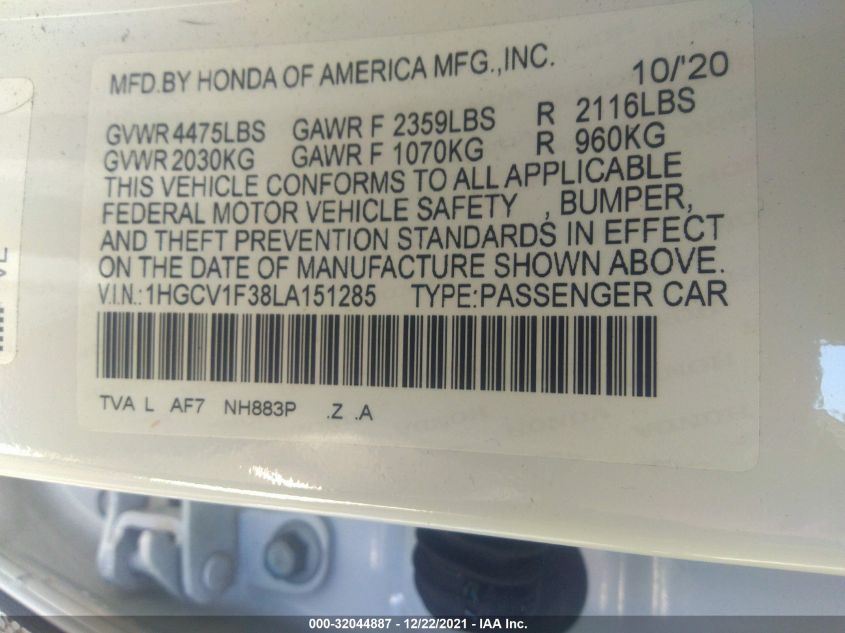 MFD.BY HONDA OF AMERICA MFG.,INC. 10/'20
GVWR 4475LBS GAWR F 2359LBS R 2116LBS
GVWR 2030KG GAWR F 1070KG R 960KG
THIS VEHICLE CONFORMS TO ALL APPLICABLE
FEDERAL MOTOR VEHICLE SAFETY , BUMPER,
AND THEFT PREVENTION STANDARDS IN EFFECT
ON THE DATE OF MANUFACTURE SHOWN ABOVE.
V.I.N.:1HGCV1F38LA151285 TYPE:PASSENGER CAR
TVA L AF7 NH883P .Z .A
000-32044887 - 12/22/2021 - IAA Inc.